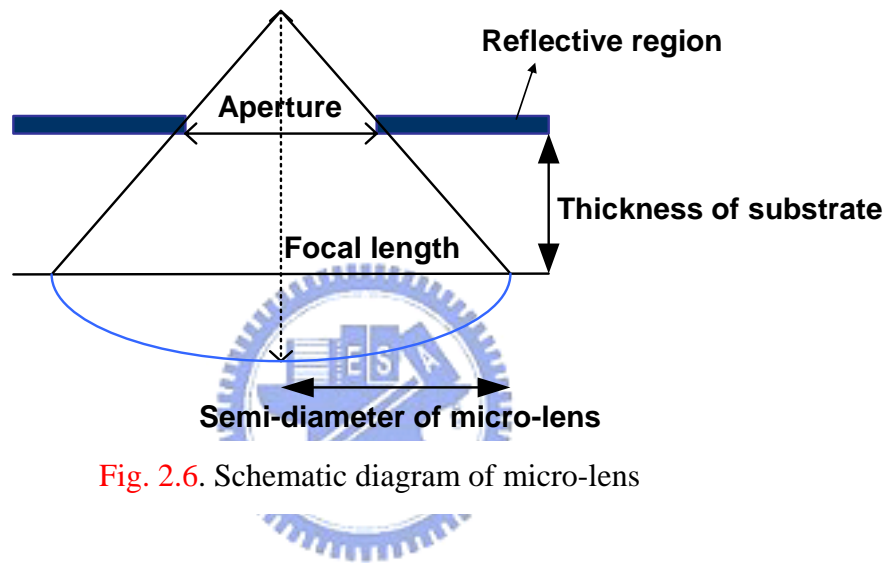 Reflective region
Aperture
Thickness of substrate
Focal length
E S A
Semi-diameter of micro-lens
Fig. 2.6. Schematic diagram of micro-lens